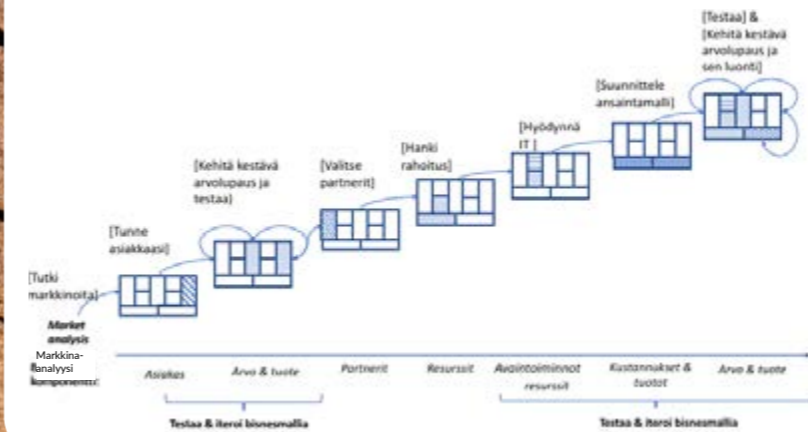 [Testaa] &
[Kehitä kestävä
arvolupaus ja
sen luonti]
[Suunnittele
ansaintamalli]
[Hyödynnä
IT ]
[Hanki
rahoitus]
[Valitse
partnerit]
[Kehitä kestävä
arvolupaus ja
testaa]
[Tunne
asiakkaasi]
[Tutki
markkinoita]
Market
analysis
Markkina-
analyysi
Asiakas
Arvo & tuote
Partnerit
Resurssit
Avaintoiminnot
resurssit
Kustannukset &
tuotot
Arvo & tuote
Testaa & iteroi bisnesmallia
Testaa & iteroi bisnesmallia